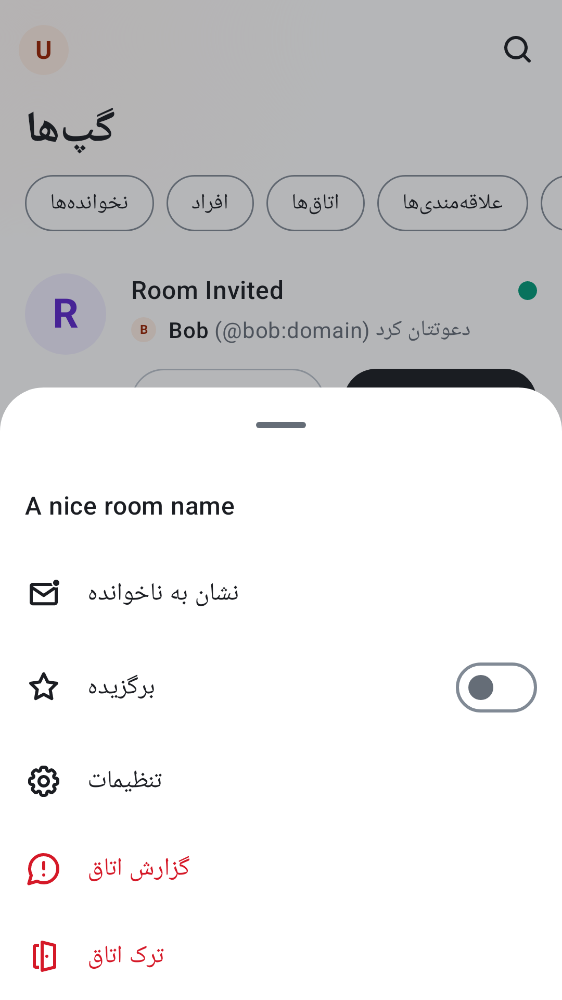 U
گپ‌ها
نخوانده‌ها
افراد
اتاق‌ها
علاقه‌مندی‌ها
R
Room Invited
B
Bob (@bob:domain) دعوتتان کرد
A nice room name
نشان به ناخوانده
برگزیده
تنظیمات
گزارش اتاق
ترک اتاق